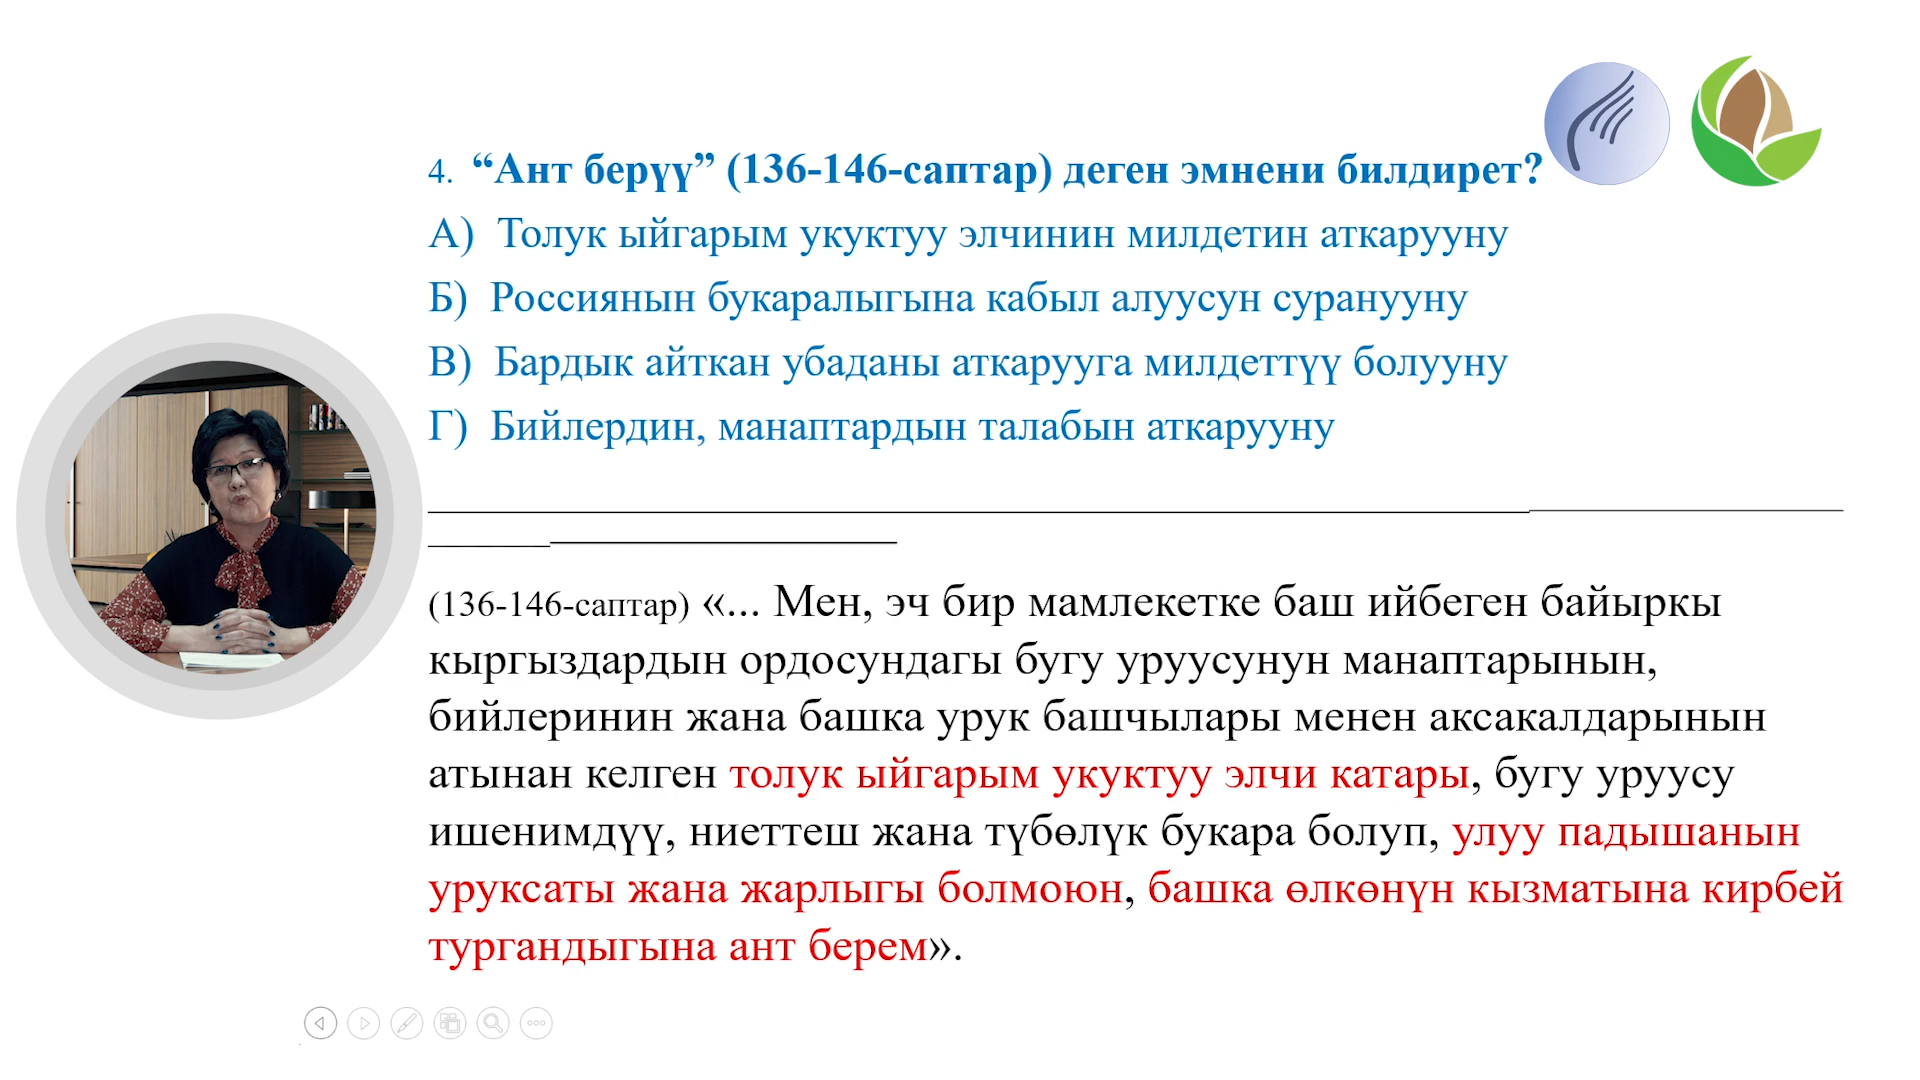 4. “Ант берүү” (136-146-саптар) деген эмнени билдирет?
А) Толук ыйгарым укуктуу элчинин милдетин аткарууну
Б) Россиянын букаралыгына кабыл алуусун суранууну
В) Бардык айткан убаданы аткарууга милдеттүү болууну
Г) Бийлердин, манаптардын талабын аткарууну
(136-146-саптар) «... Мен, эч бир мамлекетке баш ийбеген байыркы
кыргыздардын ордосундагы бугу уруусунун манаптарынын,
бийлеринин жана башка урук башчылары менен аксакалдарынын
атынан келген толук ыйгарым укуктуу элчи катары, бугу уруусу
ишенимдүү, ниеттеш жана түбөлүк букара болуп, улуу падышанын
уруксаты жана жарлыгы болмоюн, башка өлкөнүн кызматына кирбей
тургандыгына ант берем».